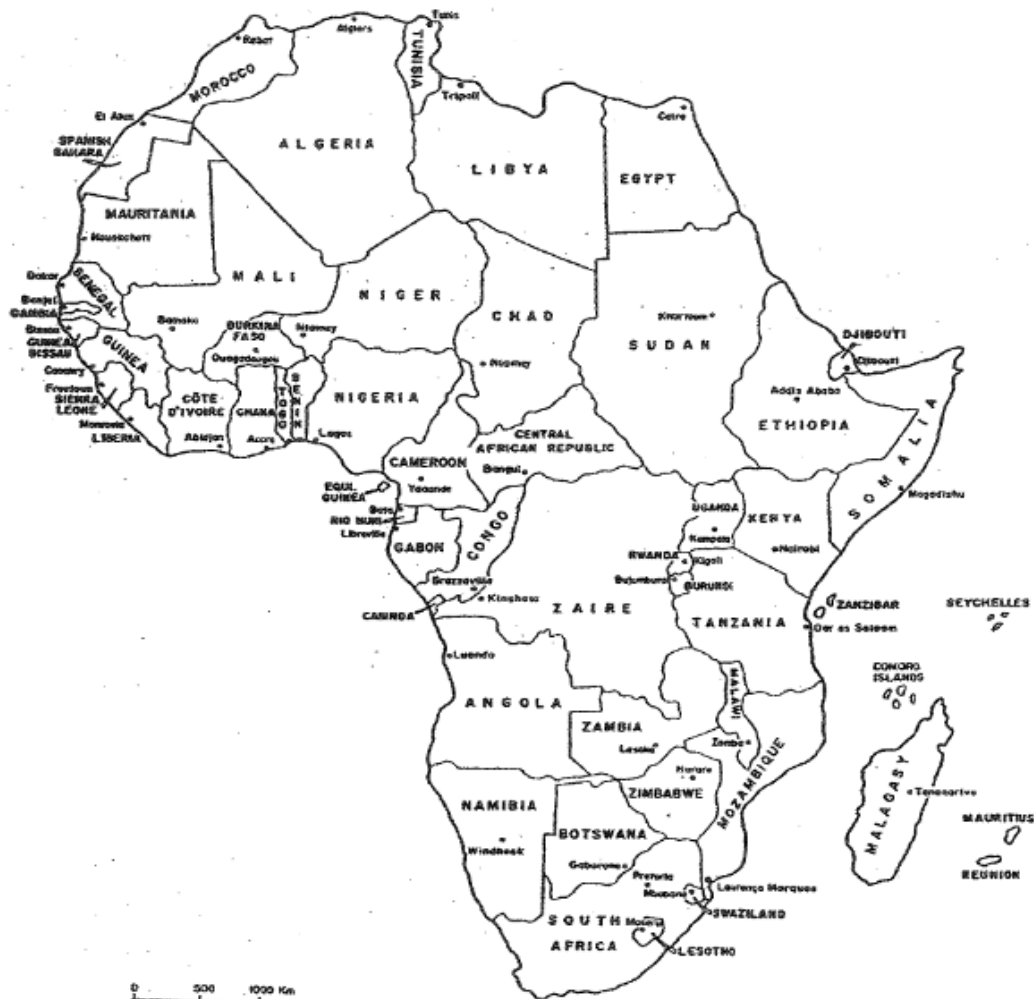 Tunis
Algiers
Rabat
TUNISIA
MOROCCO
Tripoli
Cairo
El Aiun
ALGERIA
SPANISH
SAHARA
LIBYA
EGYPT
MAURITANIA
Nouakchott
MALI
NIGER
Dakar
SENEGAL
Banjul
GAMBIA
CHAD
Khartoum
Bamako
BURKINA
FASO
Niamey
SUDAN
DJIBOUTI
Djibouti
Bissau
GUINEA
BISSAU
GUINEA
Ouagadougou
Conakry
Freetown
SIERRA
LEONE
CÔTE
D'IVOIRE
GHANA
TOGO
BENIN
NIGERIA
Addis Ababa
ETHIOPIA
Monrovia
LIBERIA
Abidjan
Accra
Lagos
CENTRAL
AFRICAN REPUBLIC
CAMEROON
Bangui
Yaounde
SOMALIA
Mogadishu
EQUI.
GUINEA
Bata
RIO MUNI
Libreville
GABON
CONGO
UGANDA
Kampala
KENYA
Nairobi
RWANDA
Kigali
Bujumbura
BURUNDI
Brazzaville
Kinshasa
CABINDA
ZAIRE
TANZANIA
ZANZIBAR
Dar es Salaam
SEYCHELLES
Luanda
COMORO
ISLANDS
ANGOLA
MALAWI
ZAMBIA
Lusaka
Zomba
MOZAMBIQUE
Harare
ZIMBABWE
MALAGASY
Tananarive
NAMIBIA
Windhoek
BOTSWANA
Gaborone
MAURITIUS
REUNION
Pretoria
Mbabane
Lourenço Marques
SWAZILAND
SOUTH
AFRICA
Maseru
LESOTHO
0 500 1000 Km